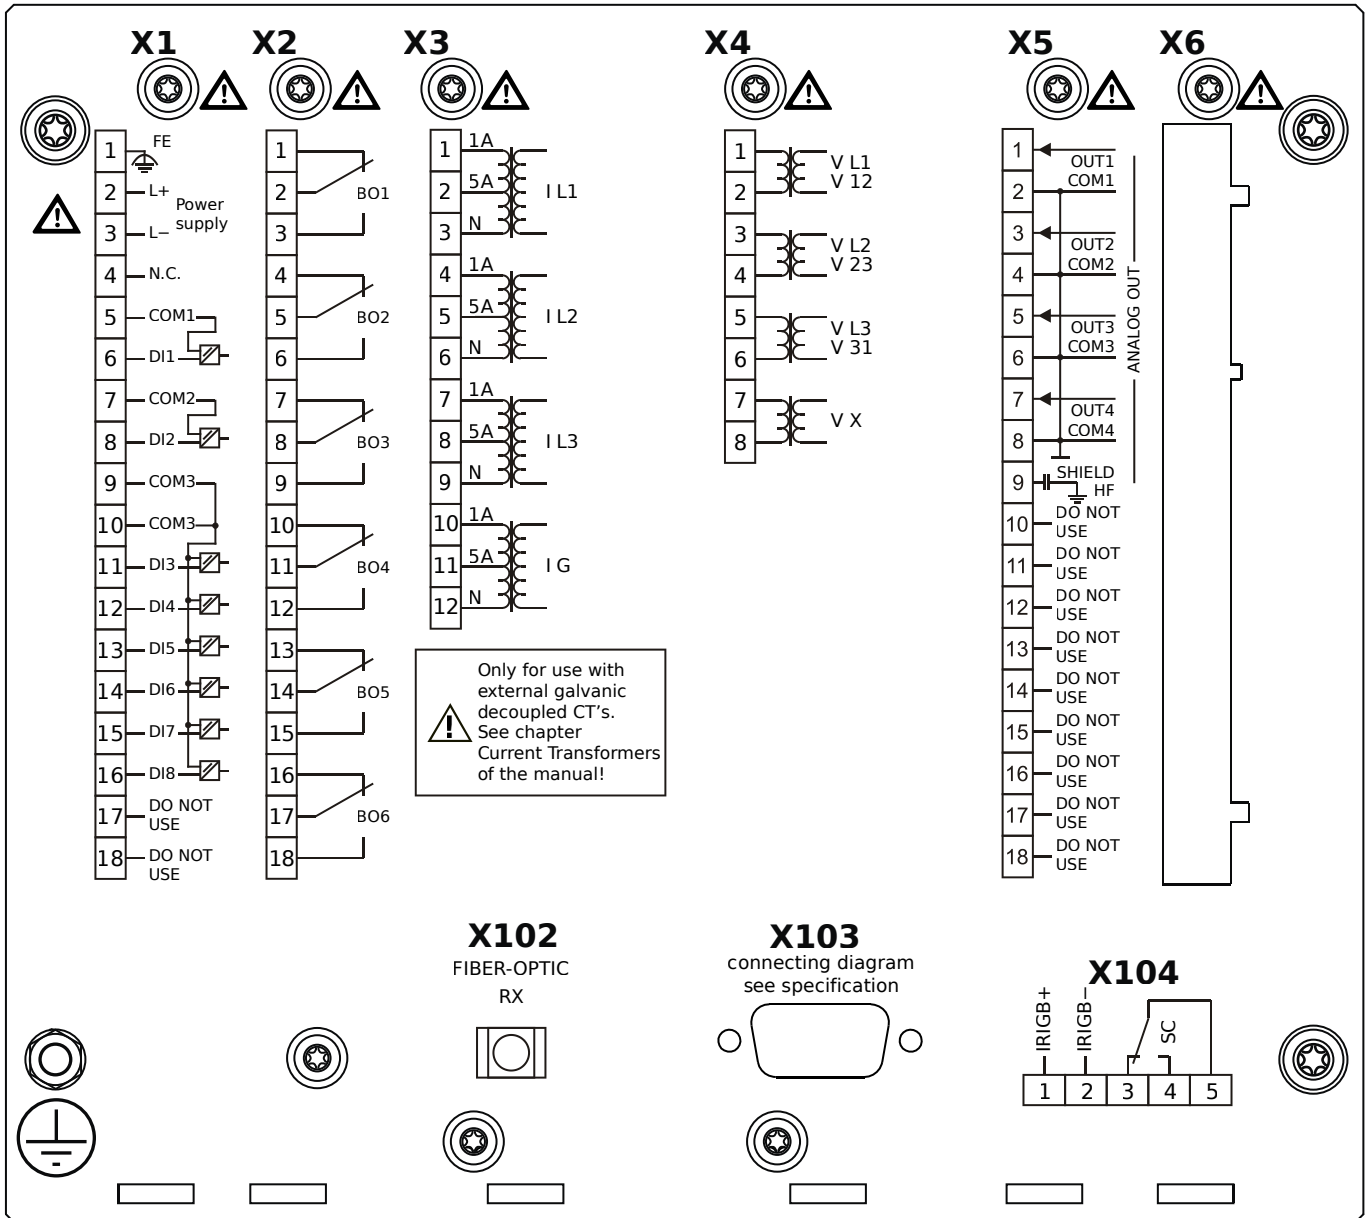 X1 X2 X3 X4 X5 X6
1 FE
2 L+
Power
supply
3 L−
4 N.C.
5 COM1
6 DI1
7 COM2
8 DI2
9 COM3
10 COM3
11 DI3
12 DI4
13 DI5
14 DI6
15 DI7
16 DI8
17 DO NOT
USE
18 DO NOT
USE
1
2 BO1
3
4
5 BO2
6
7
8 BO3
9
10
11 BO4
12
13
14 BO5
15
16
17 BO6
18
1 1A
2 5A I L1
3 N
4 1A
5 5A I L2
6 N
7 1A
8 5A I L3
9 N
10 1A
11 5A I G
12 N
Only for use with
external galvanic
decoupled CT's.
See chapter
Current Transformers
of the manual!
1 V L1
2 V 12
3 V L2
4 V 23
5 V L3
6 V 31
7 V X
8
1 OUT1
2 COM1
3 OUT2
4 COM2
5 OUT3
6 COM3
7 OUT4
8 COM4
ANALOG OUT
9 SHIELD
HF
10 DO NOT
USE
11 DO NOT
USE
12 DO NOT
USE
13 DO NOT
USE
14 DO NOT
USE
15 DO NOT
USE
16 DO NOT
USE
17 DO NOT
USE
18 DO NOT
USE
X102
FIBER-OPTIC
RX
X103
connecting diagram
see specification
X104
IRIGB+
IRIGB−
SC
1 2 3 4 5